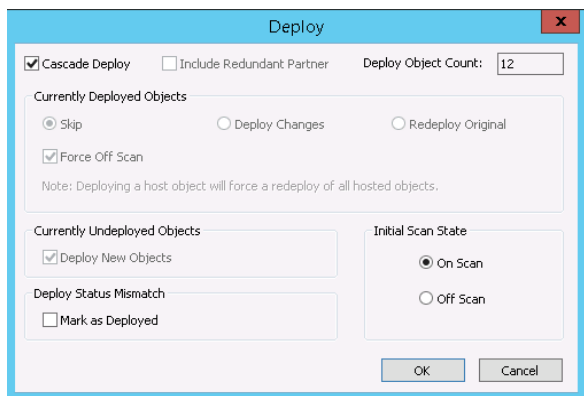 Deploy
x
Cascade Deploy Include Redundant Partner Deploy Object Count: 12
Currently Deployed Objects
Skip Deploy Changes Redeploy Original
Force Off Scan
Note: Deploying a host object will force a redeploy of all hosted objects.
Currently Undeployed Objects Initial Scan State
Deploy New Objects On Scan
Deploy Status Mismatch Off Scan
Mark as Deployed
OK Cancel